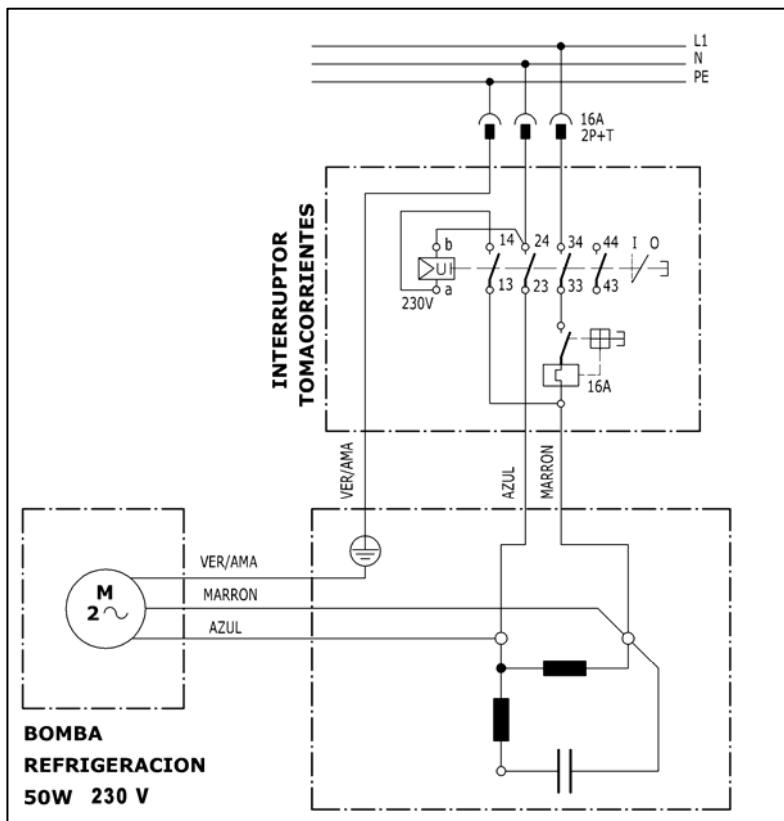 L1
N
PE
16A
2P+T
INTERRUPTOR
TOMACORRIENTES
b
14
24
34
44
I
O
U
230V
a
13
23
33
43
16A
VER/AMA
AZUL
MARRON
VER/AMA
M
2
MARRON
AZUL
BOMBA
REFRIGERACION
50W 230 V